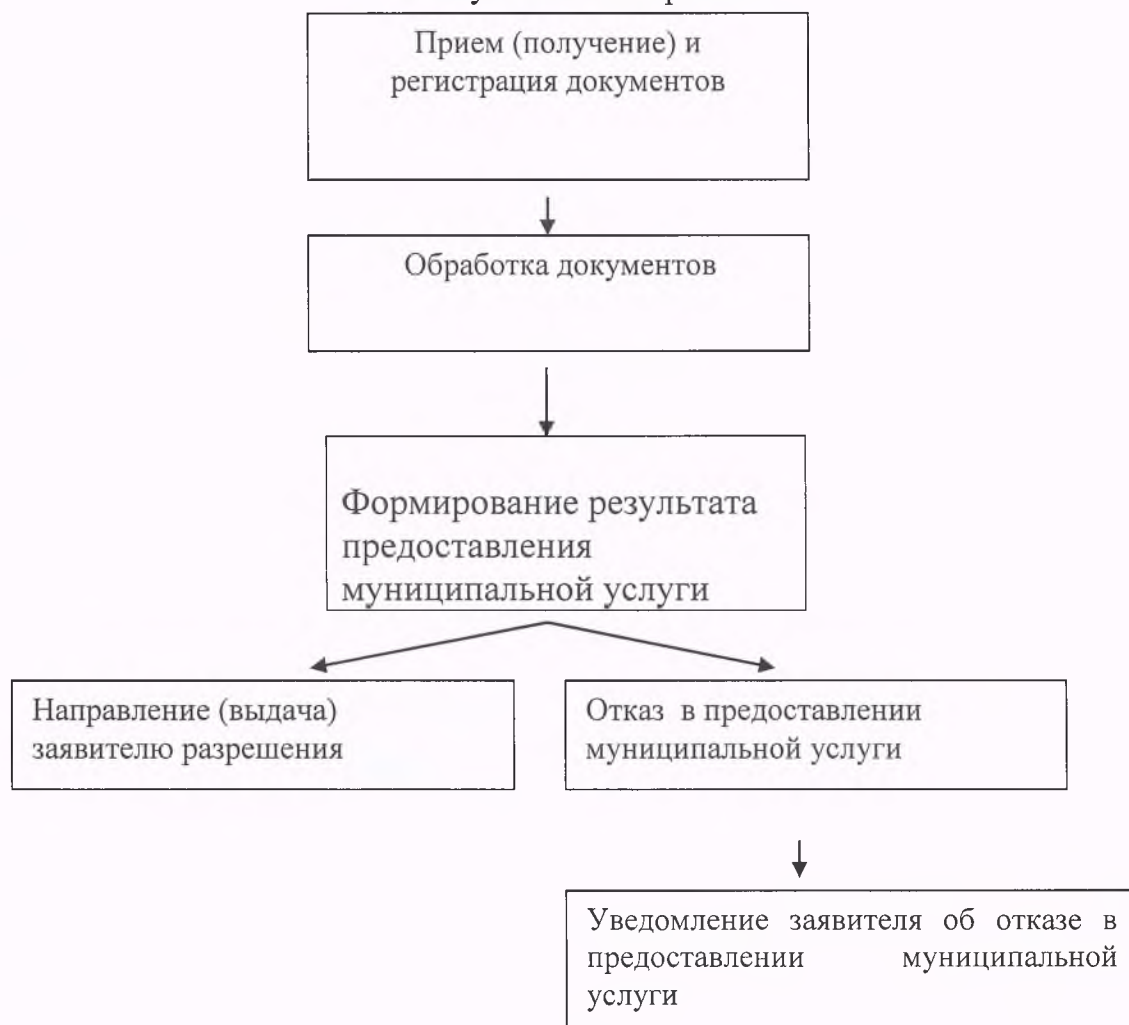 Прием (получение) и
регистрация документов
Обработка документов
Формирование результата
предоставления
муниципальной услуги
Направление (выдача)
заявителю разрешения
Отказ в предоставлении
муниципальной услуги
Уведомление заявителя об отказе в
предоставлении муниципальной
услуги